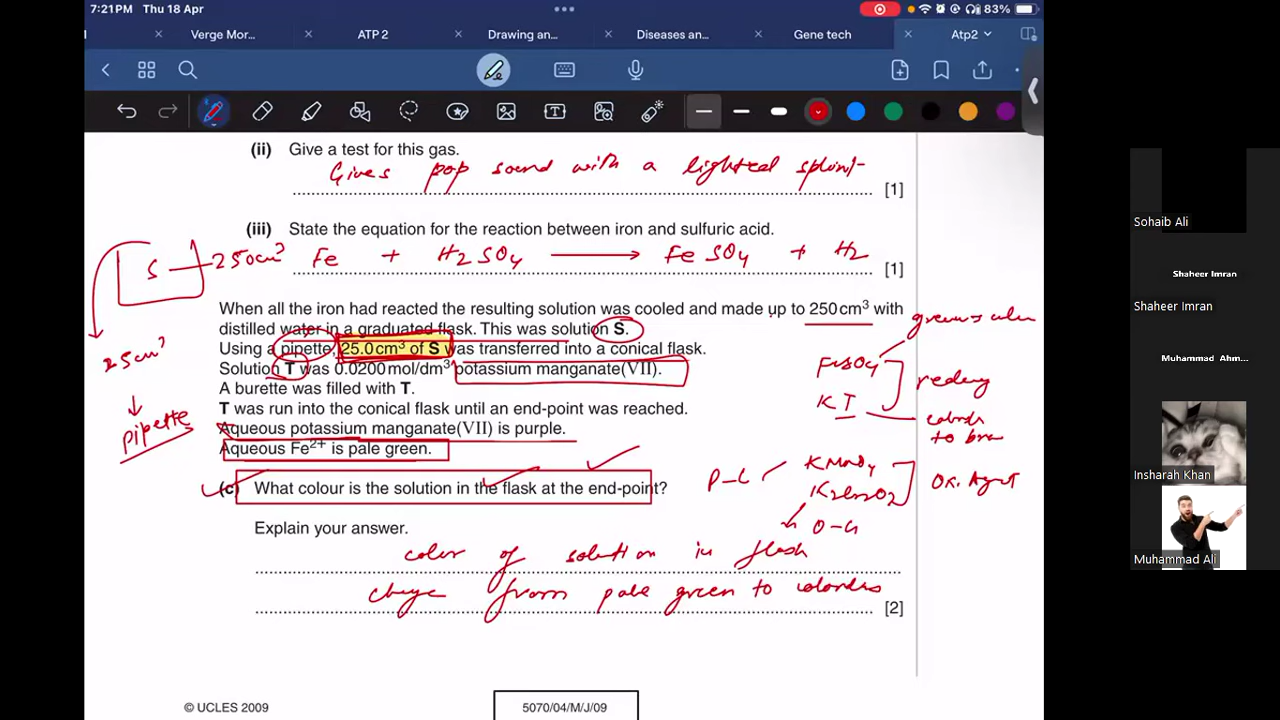 7:21PM Thu 18 Apr
83%
Verge Mor...
ATP 2
Drawing an...
Diseases an...
Gene tech
Atp2
(ii) Give a test for this gas.
Gives pop sound with a lighted splint
[1]
(iii) State the equation for the reaction between iron and sulfuric acid.
S 250cm³
Fe + H2SO4 → FeSO4 + H2
[1]
When all the iron had reacted the resulting solution was cooled and made up to 250 cm³ with
distilled water in a graduated flask. This was solution S.
Using a pipette, 25.0 cm³ of S was transferred into a conical flask.
Solution T was 0.0200 mol/dm³ potassium manganate(VII).
A burette was filled with T.
T was run into the conical flask until an end-point was reached.
Aqueous potassium manganate(VII) is purple.
Aqueous Fe²⁺ is pale green.
25cm³
pipette
FeSO4
KI
to
(c) What colour is the solution in the flask at the end-point?
P-C
KMnO4
O-G
Explain your answer.
color of solution in flask
change from pale green to
[2]
© UCLES 2009
5070/04/M/J/09
Sohaib Ali
Shaheer Imran
Shaheer Imran
Muhammad Ahm...
Insharah Khan
Muhammad Ali